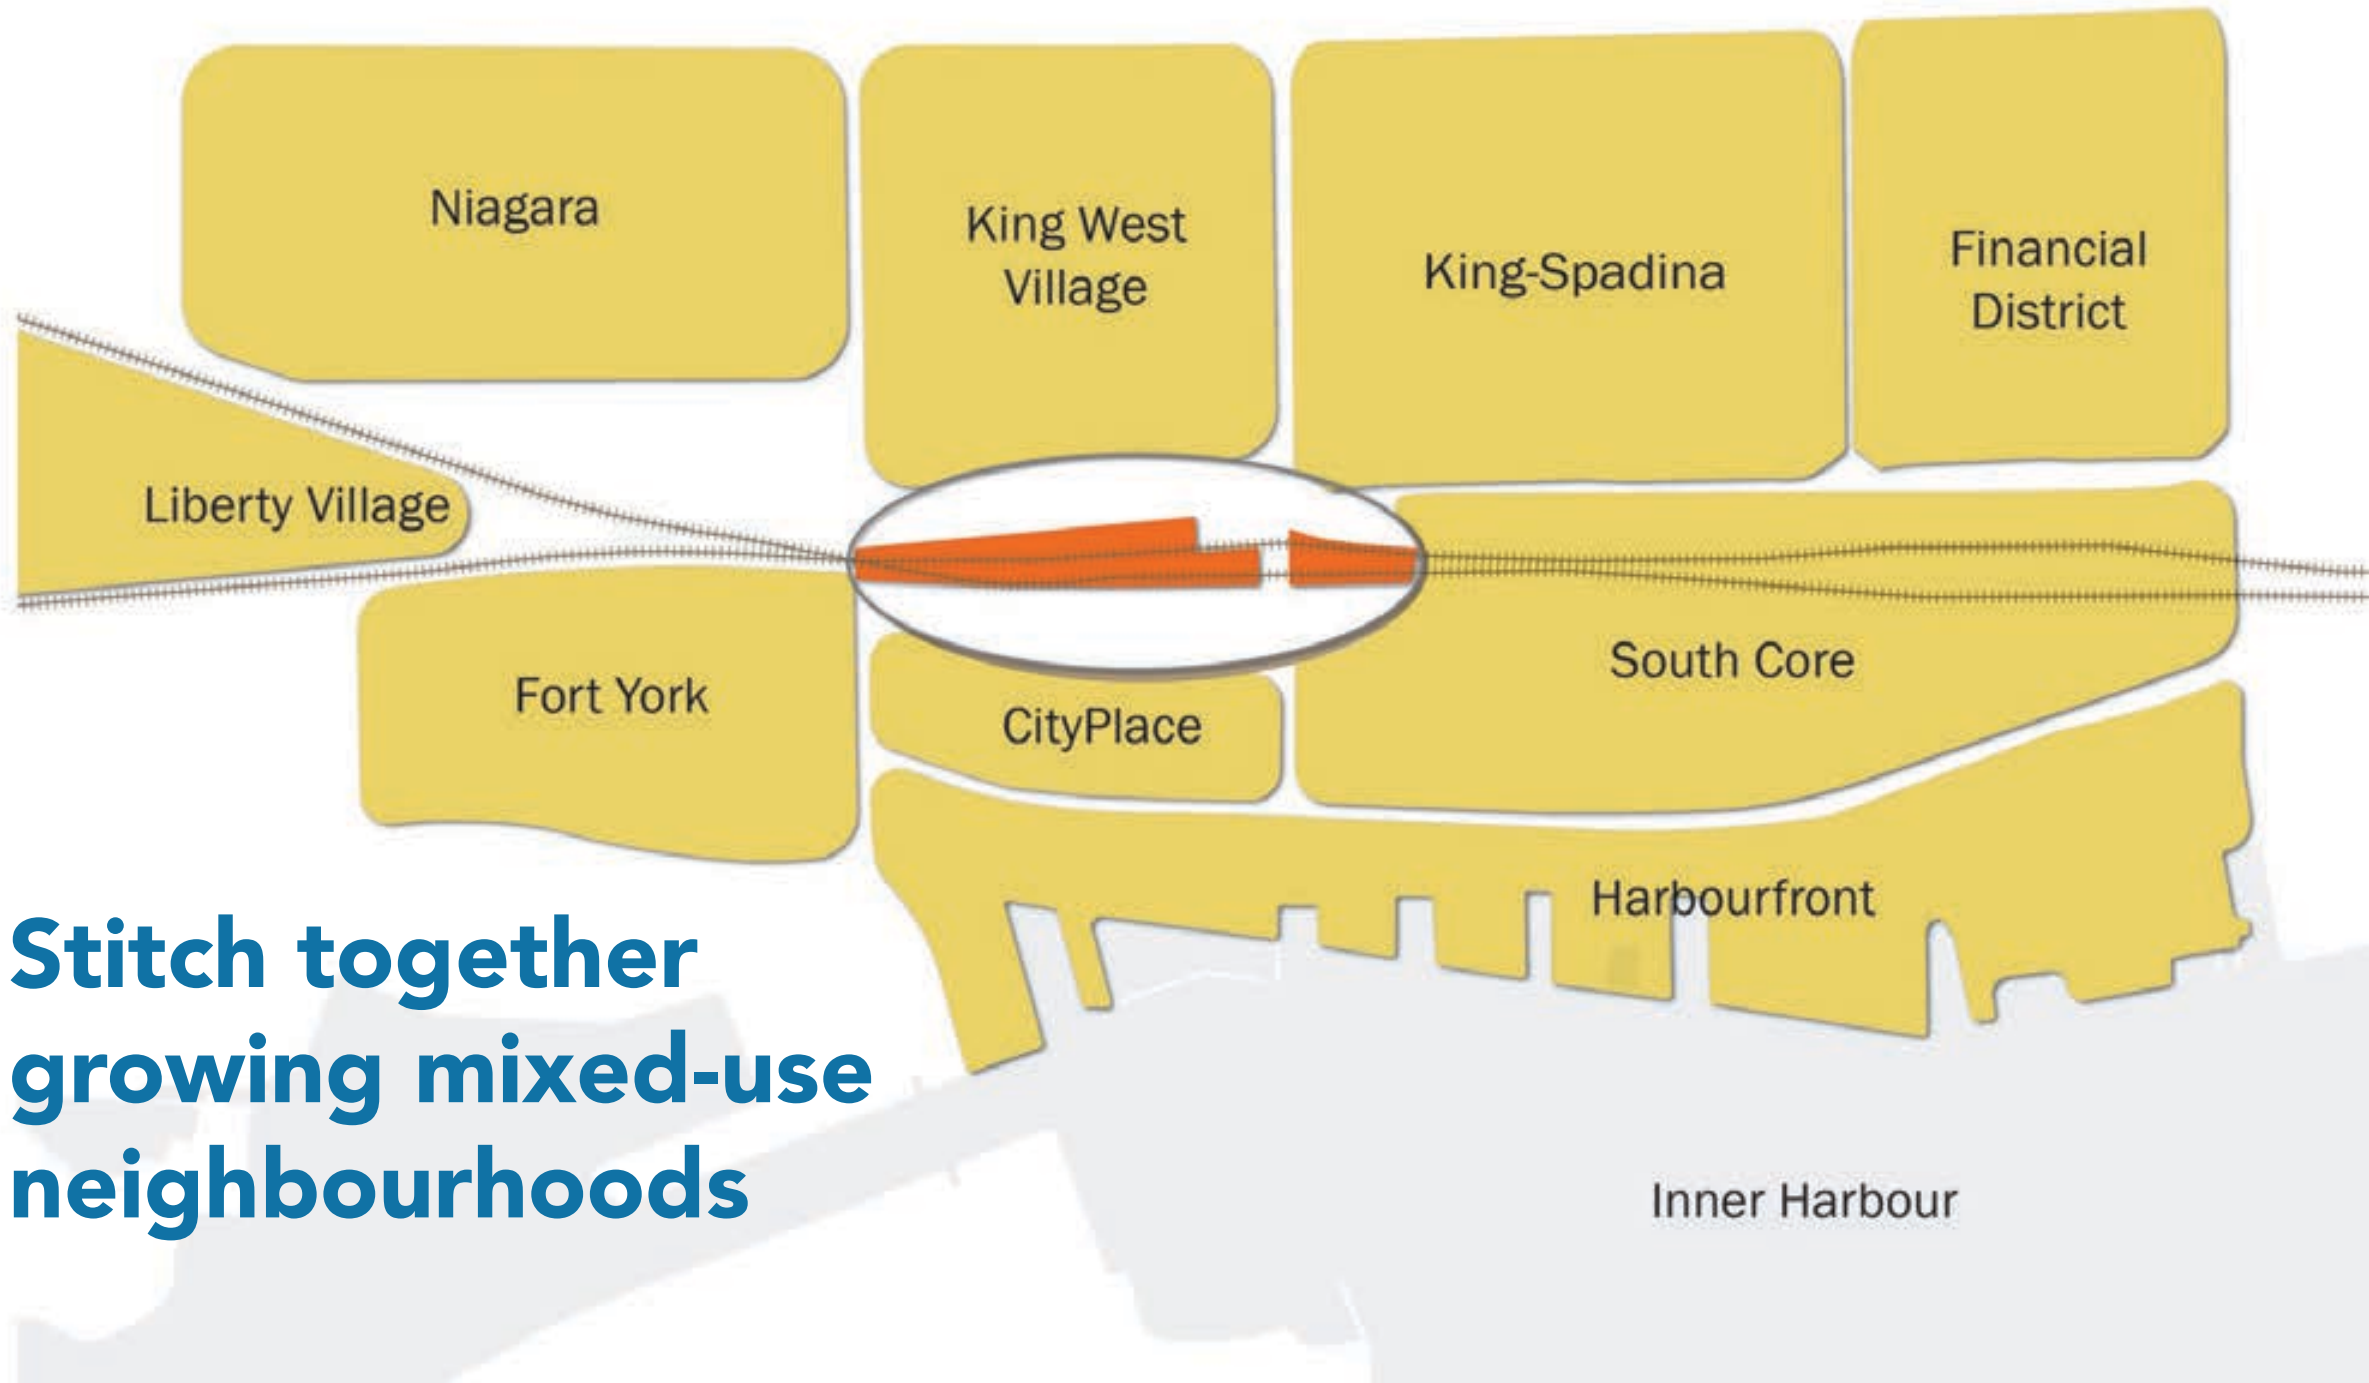 Niagara
King West
Village
King-Spadina
Financial
District
Liberty Village
Fort York
CityPlace
South Core
Harbourfront
Stitch together
growing mixed-use
neighbourhoods
Inner Harbour